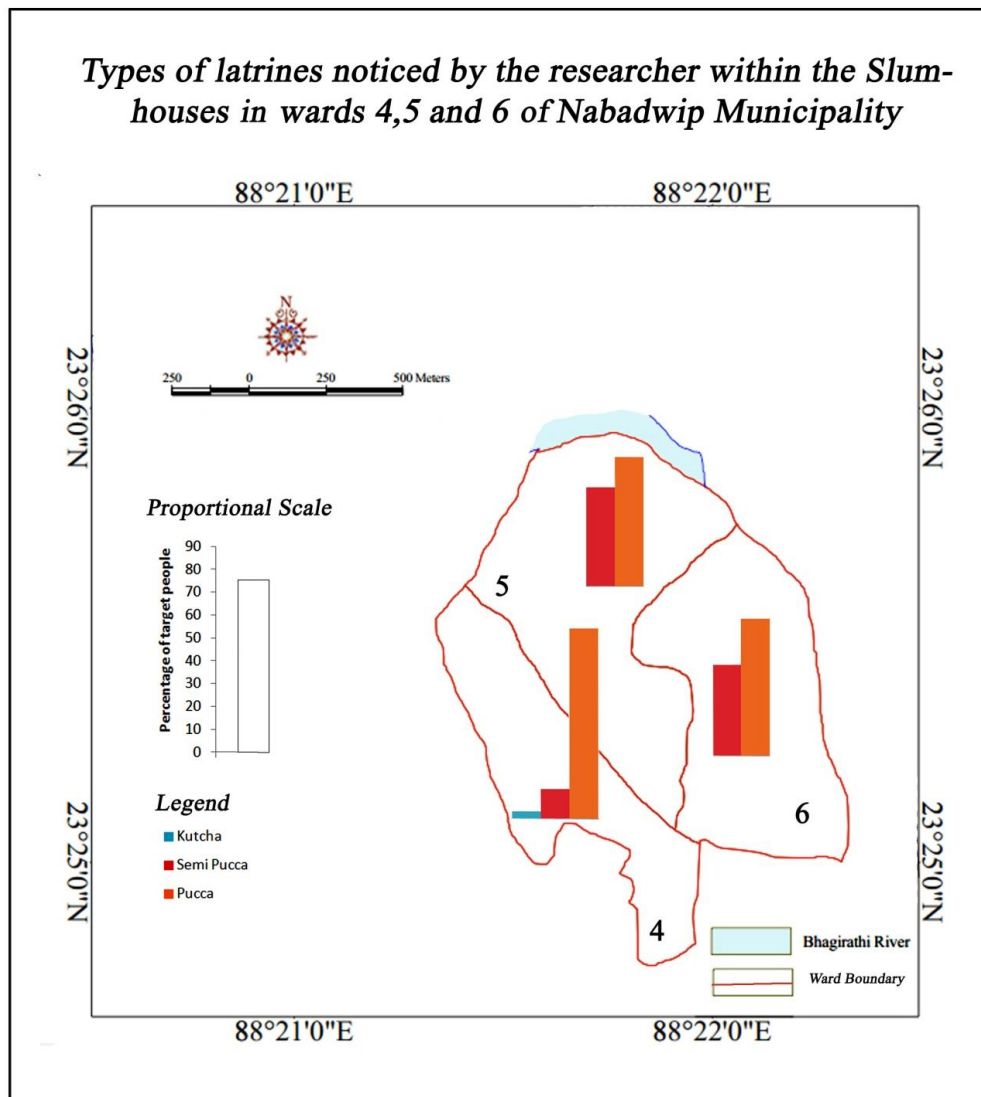 Types of latrines noticed by the researcher within the Slum-
houses in wards 4,5 and 6 of Nabadwip Municipality
88°21'0"E
88°22'0"E
N
250
0
250
500 Meters
23°26'0"N
23°26'0"N
Proportional Scale
Percentage of target people
90
80
70
60
50
40
30
20
10
0
5
6
4
Legend
Kutcha
Semi Pucca
Pucca
23°25'0"N
23°25'0"N
Bhagirathi River
Ward Boundary
88°21'0"E
88°22'0"E